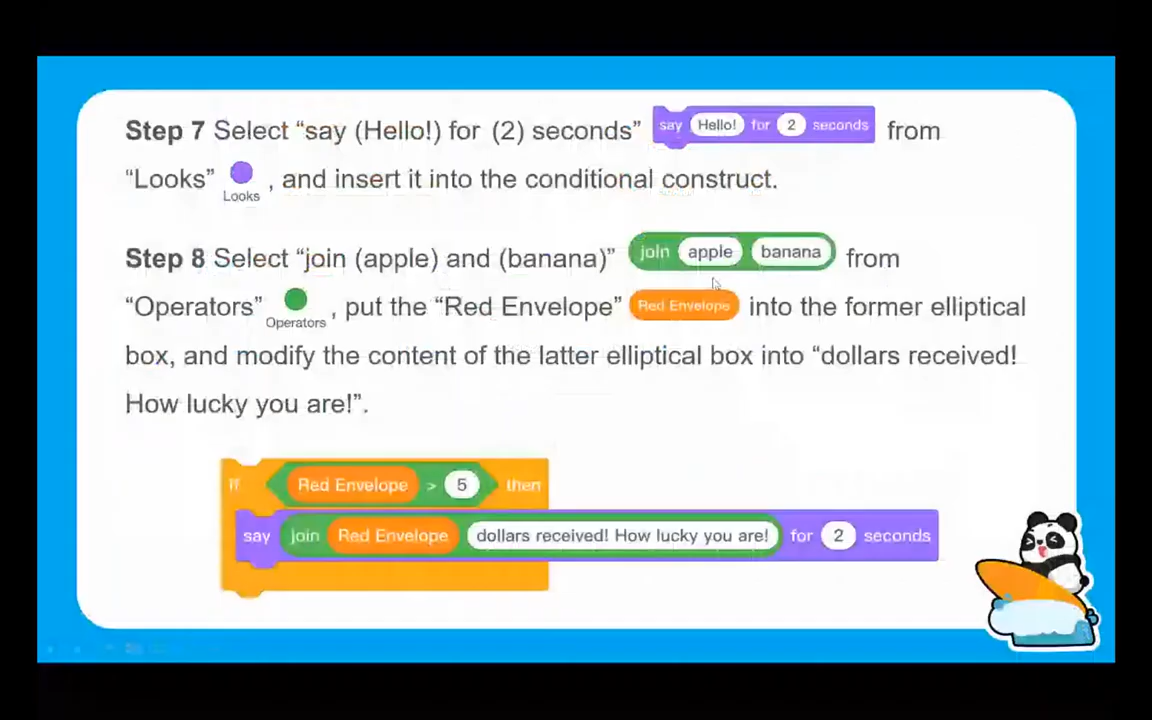 Step 7 Select “say (Hello!) for (2) seconds” say Hello! for 2 seconds from
“Looks” Looks , and insert it into the conditional construct.
Step 8 Select “join (apple) and (banana)” join apple banana from
“Operators” Operators , put the “Red Envelope” Red Envelope into the former elliptical
box, and modify the content of the latter elliptical box into “dollars received!
How lucky you are!”.
If Red Envelope > 5 then
say join Red Envelope dollars received! How lucky you are! for 2 seconds